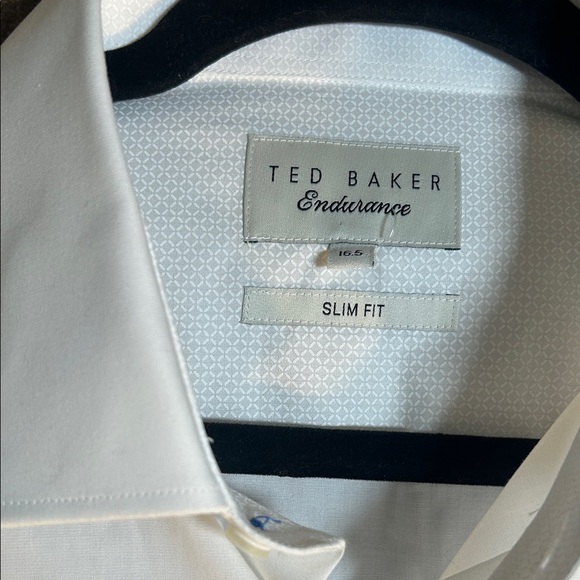 TED BAKER
Endurance
16.5
SLIM FIT